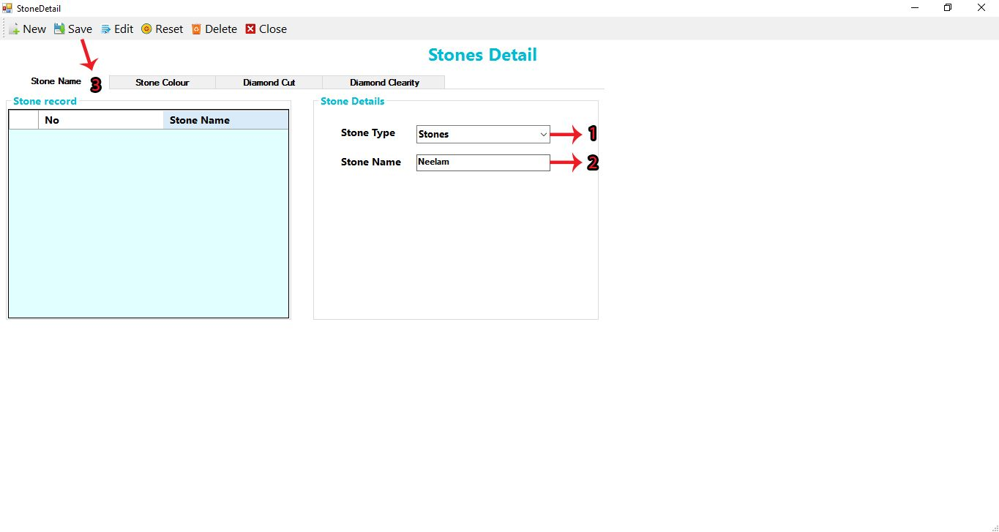 StoneDetail
New Save Edit Reset Delete Close
Stones Detail
Stone Name 3 Stone Colour Diamond Cut Diamond Clearity
Stone record
No Stone Name
Stone Details
Stone Type Stones 1
Stone Name Neelam 2